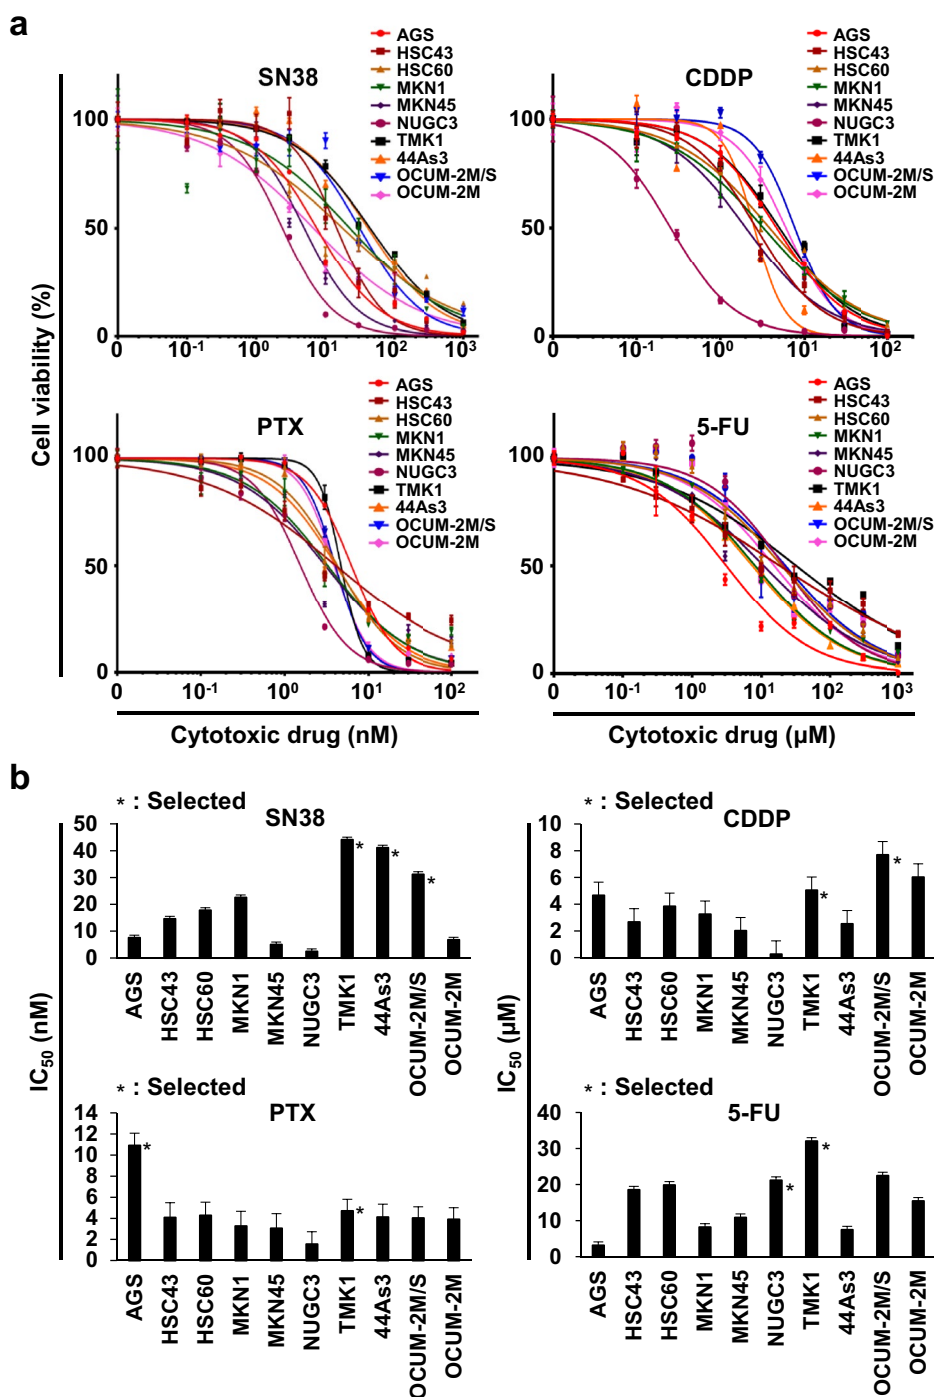 a
SN38
AGS
HSC43
HSC60
MKN1
MKN45
NUGC3
TMK1
44As3
OCUM-2M/S
OCUM-2M
100
50
0
0 10-1 10⁰ 10¹ 10² 10³
CDDP
AGS
HSC43
HSC60
MKN1
MKN45
NUGC3
TMK1
44As3
OCUM-2M/S
OCUM-2M
100
50
0
0 10-1 10⁰ 10¹ 10²
Cell viability (%)
PTX
AGS
HSC43
HSC60
MKN1
MKN45
NUGC3
TMK1
44As3
OCUM-2M/S
OCUM-2M
100
50
0
0 10-1 10⁰ 10¹ 10²
Cytotoxic drug (nM)
5-FU
AGS
HSC43
HSC60
MKN1
MKN45
NUGC3
TMK1
44As3
OCUM-2M/S
OCUM-2M
100
50
0
0 10-1 10⁰ 10¹ 10² 10³
Cytotoxic drug (µM)
b
* : Selected
SN38
50
40
30
20
10
0
* * *
AGS
HSC43
HSC60
MKN1
MKN45
NUGC3
TMK1
44As3
OCUM-2M/S
OCUM-2M
IC50 (nM)
* : Selected
CDDP
10
8
6
4
2
0
* *
AGS
HSC43
HSC60
MKN1
MKN45
NUGC3
TMK1
44As3
OCUM-2M/S
OCUM-2M
IC50 (µM)
* : Selected
PTX
14
12
10
8
6
4
2
0
* *
AGS
HSC43
HSC60
MKN1
MKN45
NUGC3
TMK1
44As3
OCUM-2M/S
OCUM-2M
* : Selected
5-FU
40
30
20
10
0
* *
AGS
HSC43
HSC60
MKN1
MKN45
NUGC3
TMK1
44As3
OCUM-2M/S
OCUM-2M